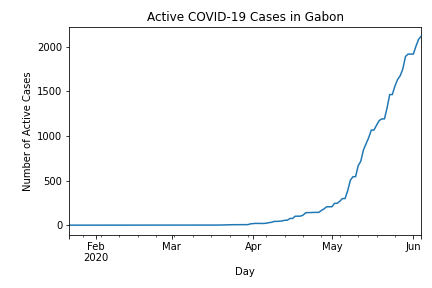 Active COVID-19 Cases in Gabon
Number of Active Cases
2000
1500
1000
500
0
Feb Mar Apr May Jun
2020
Day